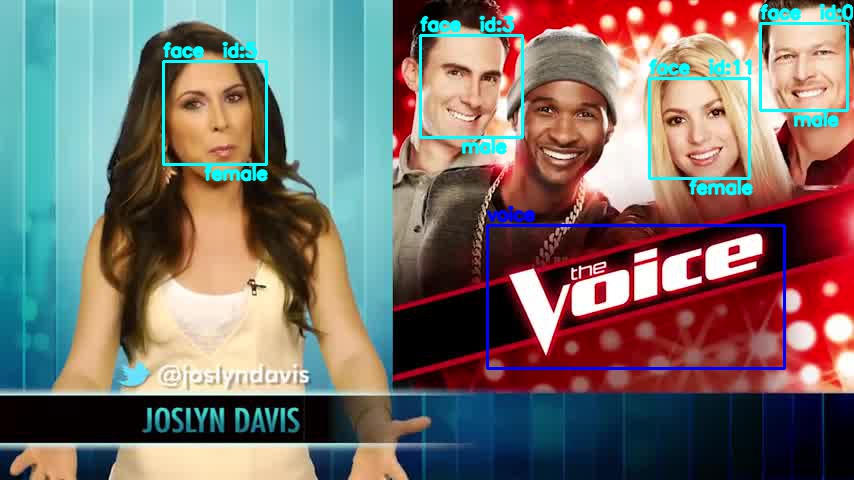 face id:5
female
face id:3
male
face id:11
female
face id:0
male
voice
the
Voice
@joslyndavis
JOSLYN DAVIS